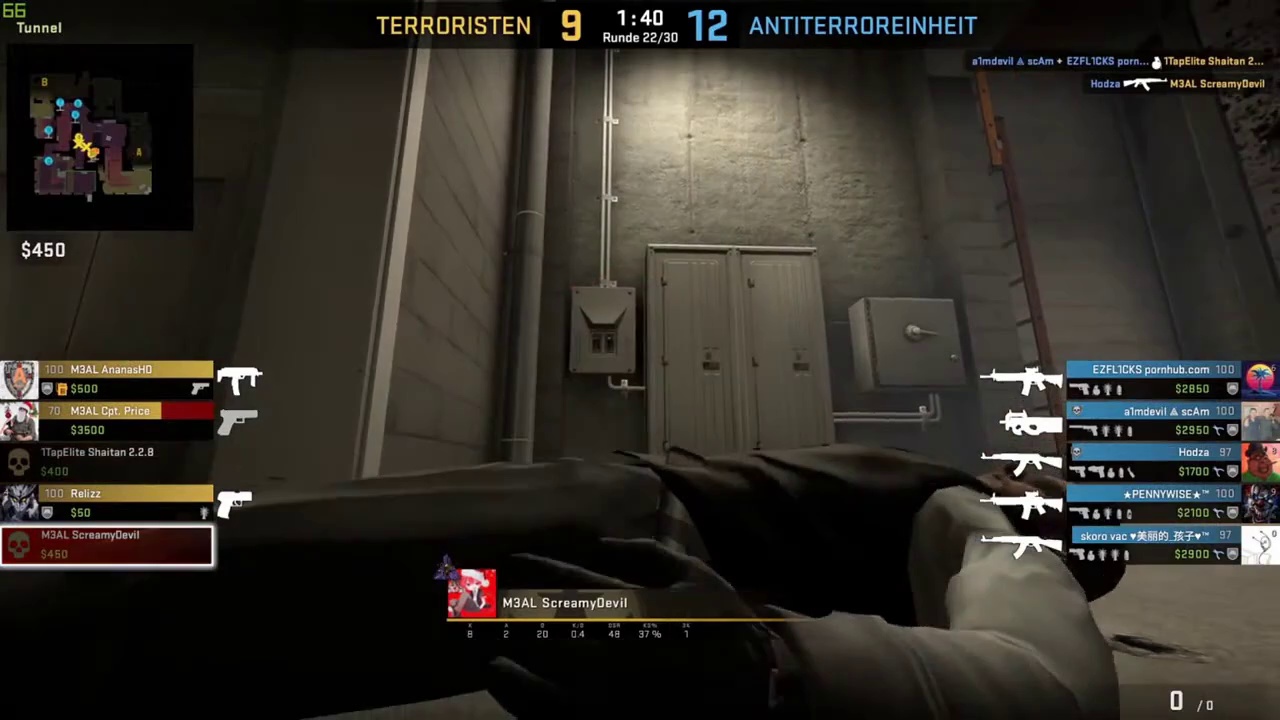 66
Tunnel
TERRORISTEN 9 1:40 12 ANTITERROREINHEIT
Runde 22/30
a1mdevil ⟁ scAm + EZFL1CKS porn... 1TapElite Shaitan 2...
Hodza M3AL ScreamyDevil
B
A
$450
100 M3AL AnanasHD
$500
70 M3AL Cpt. Price
$3500
1TapElite Shaitan 2.2.8
$400
100 Relizz
$50
M3AL ScreamyDevil
$450
EZFL1CKS pornhub.com 100
$2850
a1mdevil ⟁ scAm 100
$2950
Hodza 97
$1700
★PENNYWISE★™ 100
$2100
skoro vac ♥美丽的_孩子♥™ 97
$2900
M3AL ScreamyDevil
K A D K/D DSR KS%
8 2 20 0.4 48 37 % 1
0 / 0